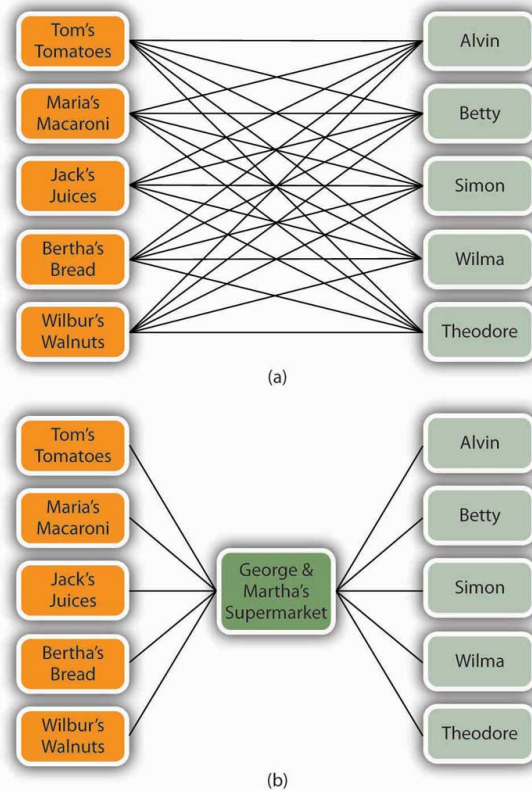 Tom's
Tomatoes
Alvin
Maria's
Macaroni
Betty
Jack's
Juices
Simon
Bertha's
Bread
Wilma
Wilbur's
Walnuts
Theodore
(a)
Tom's
Tomatoes
Alvin
Maria's
Macaroni
Betty
Jack's
Juices
George &
Martha's
Supermarket
Simon
Bertha's
Bread
Wilma
Wilbur's
Walnuts
Theodore
(b)